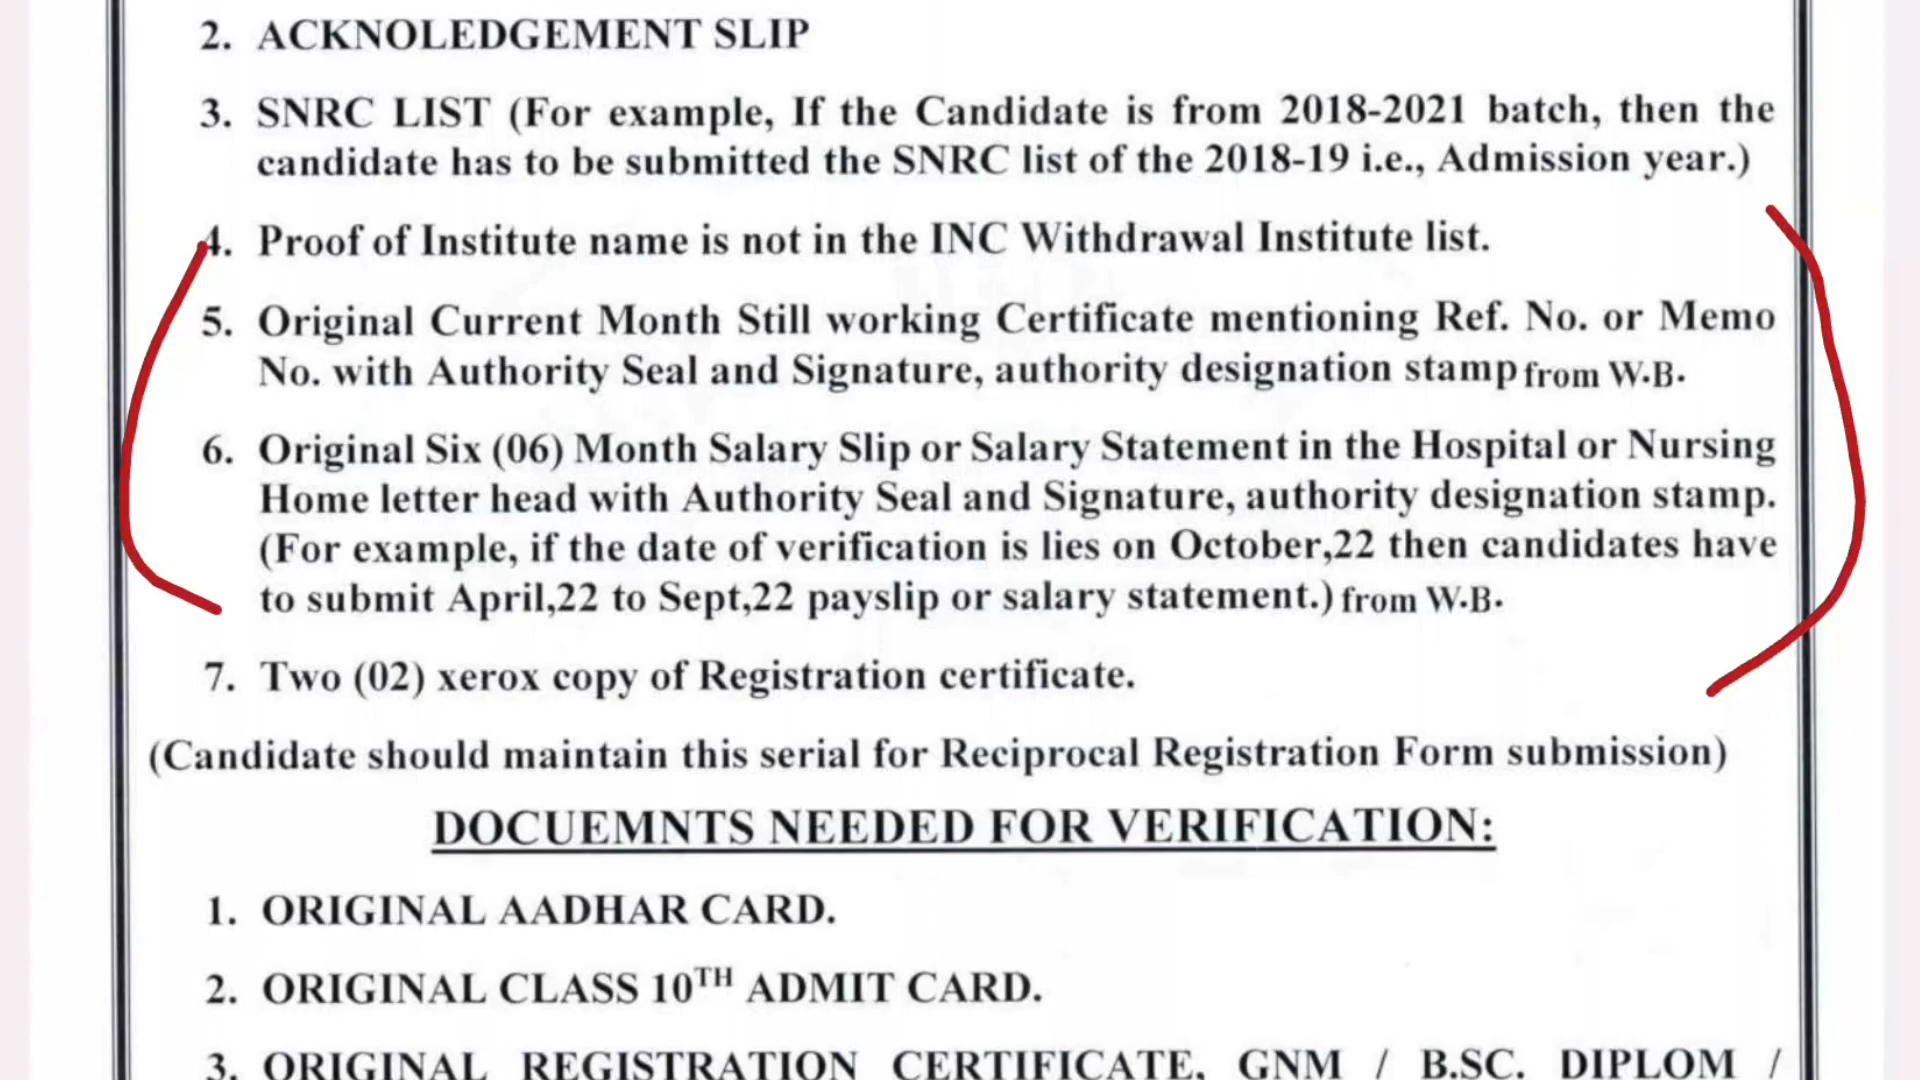 2. ACKNOLEDGEMENT SLIP
3. SNRC LIST (For example, If the Candidate is from 2018-2021 batch, then the
candidate has to be submitted the SNRC list of the 2018-19 i.e., Admission year.)
4. Proof of Institute name is not in the INC Withdrawal Institute list.
5. Original Current Month Still working Certificate mentioning Ref. No. or Memo
No. with Authority Seal and Signature, authority designation stamp from W.B.
6. Original Six (06) Month Salary Slip or Salary Statement in the Hospital or Nursing
Home letter head with Authority Seal and Signature, authority designation stamp.
(For example, if the date of verification is lies on October,22 then candidates have
to submit April,22 to Sept,22 payslip or salary statement.) from W.B.
7. Two (02) xerox copy of Registration certificate.
(Candidate should maintain this serial for Reciprocal Registration Form submission)
DOCUEMNTS NEEDED FOR VERIFICATION:
1. ORIGINAL AADHAR CARD.
2. ORIGINAL CLASS 10TH ADMIT CARD.
3. ORIGINAL REGISTRATION CERTIFICATE, GNM / B.SC. DIPLOM /